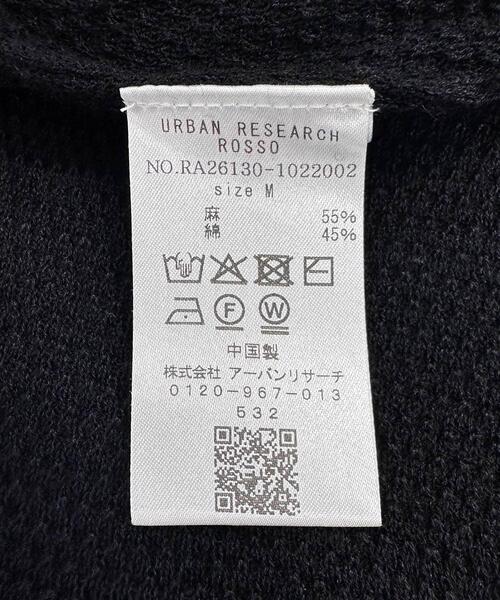 URBAN RESEARCH
ROSSO
NO.RA26130-1022002
size M
麻 55%
綿 45%
F W
中国製
株式会社 アーバンリサーチ
0120-967-013
532